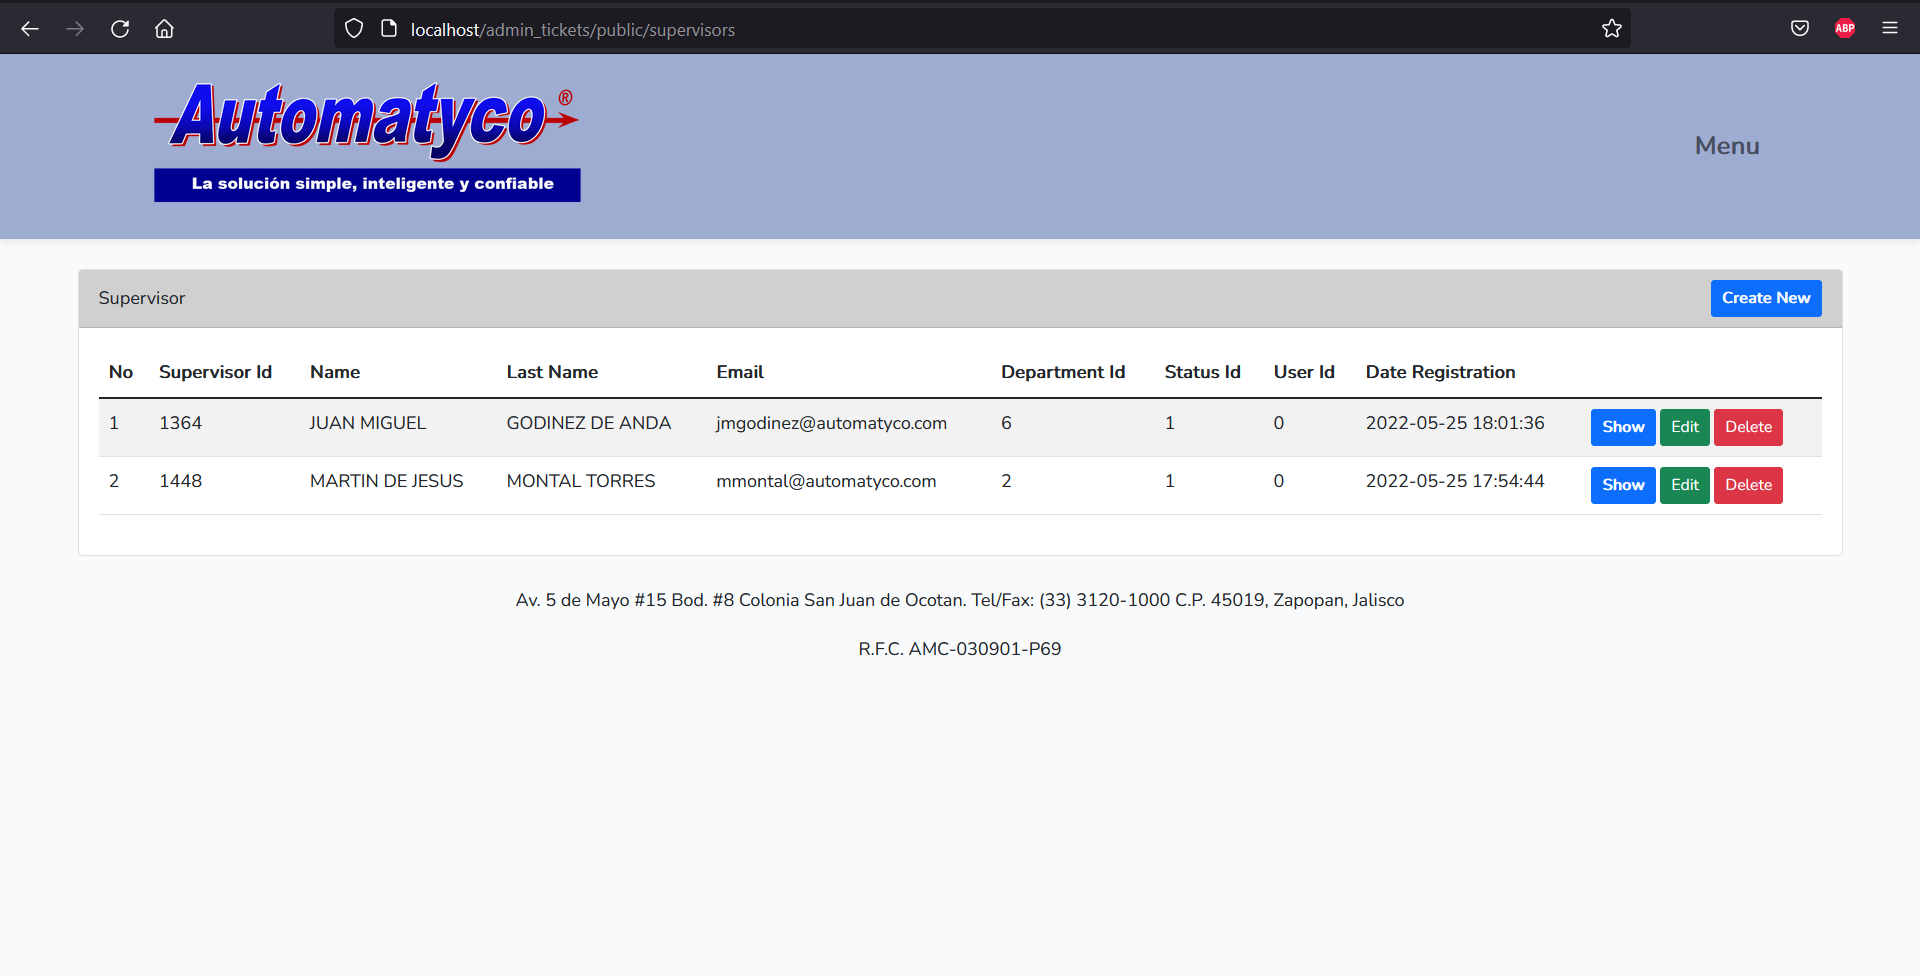 localhost/admin_tickets/public/supervisors
ABP
Automatyco ®
La solución simple, inteligente y confiable
Menu
Supervisor
Create New
No Supervisor Id Name Last Name Email Department Id Status Id User Id Date Registration
1 1364 JUAN MIGUEL GODINEZ DE ANDA jmgodinez@automatyco.com 6 1 0 2022-05-25 18:01:36 Show Edit Delete
2 1448 MARTIN DE JESUS MONTAL TORRES mmontal@automatyco.com 2 1 0 2022-05-25 17:54:44 Show Edit Delete
Av. 5 de Mayo #15 Bod. #8 Colonia San Juan de Ocotan. Tel/Fax: (33) 3120-1000 C.P. 45019, Zapopan, Jalisco
R.F.C. AMC-030901-P69